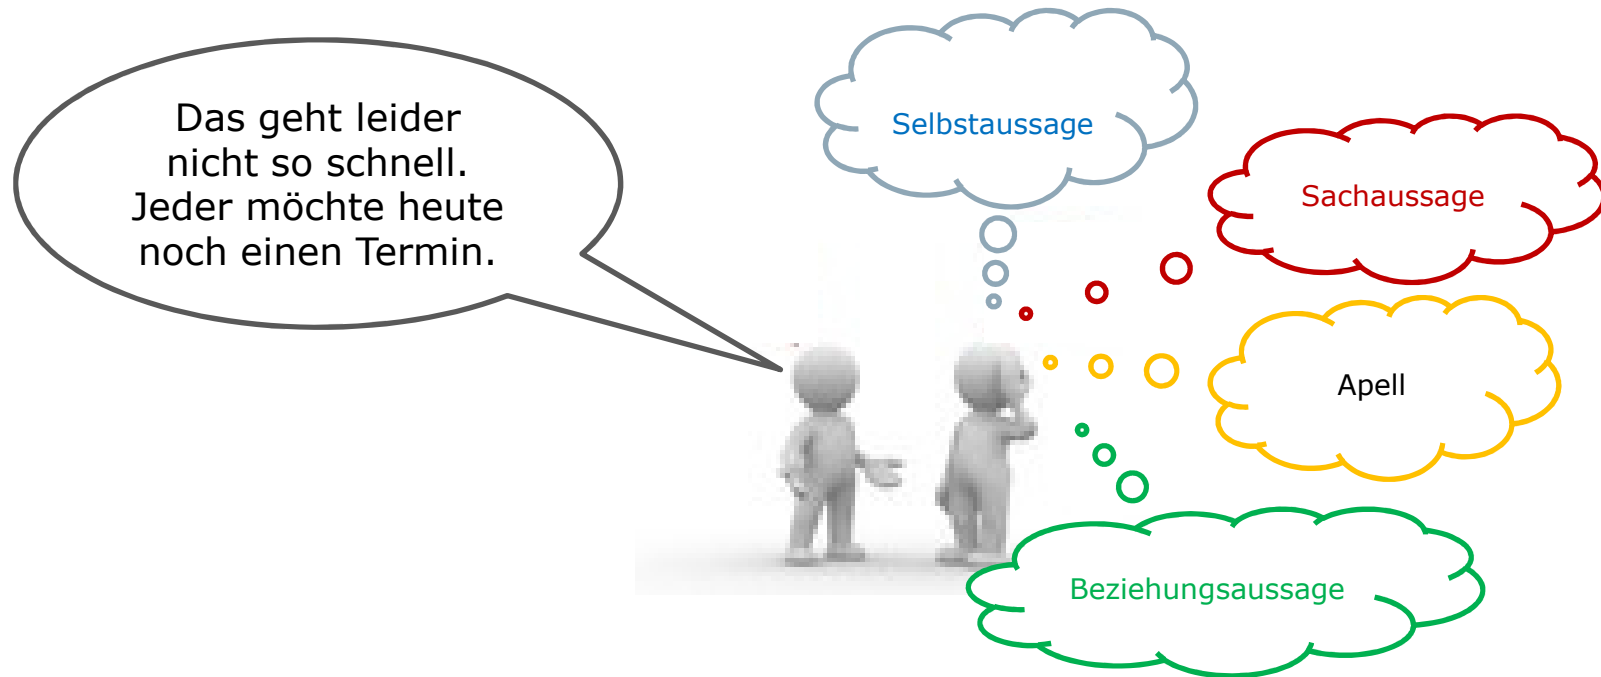 Das geht leider
nicht so schnell.
Jeder möchte heute
noch einen Termin.
Selbstaussage
Sachaussage
Apell
Beziehungsaussage